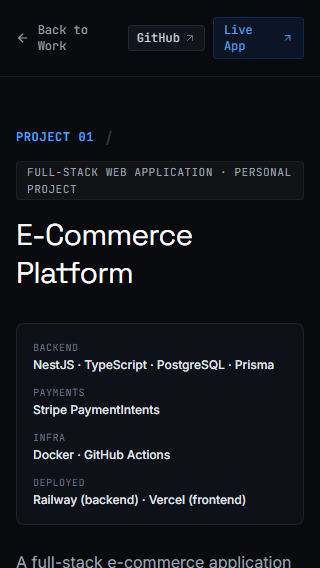 Back to
Work
GitHub
Live
App
PROJECT 01 /
FULL-STACK WEB APPLICATION · PERSONAL
PROJECT
E-Commerce
Platform
BACKEND
NestJS · TypeScript · PostgreSQL · Prisma
PAYMENTS
Stripe PaymentIntents
INFRA
Docker · GitHub Actions
DEPLOYED
Railway (backend) · Vercel (frontend)
A full-stack e-commerce application